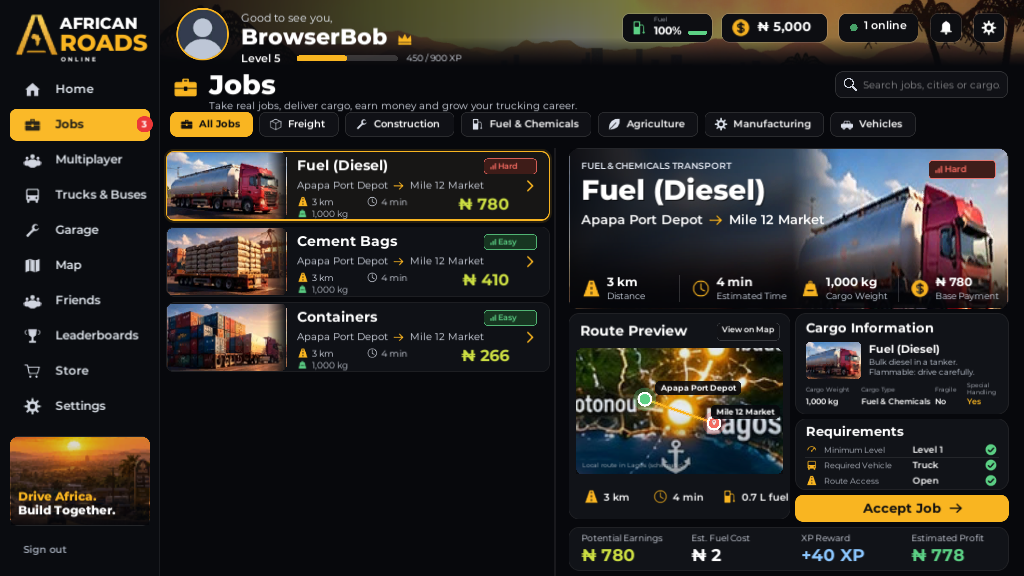 AFRICAN
ROADS
ONLINE
Home
Jobs
3
Multiplayer
Trucks & Buses
Garage
Map
Friends
Leaderboards
Store
Settings
Drive Africa.
Build Together.
Sign out
Good to see you,
BrowserBob
Level 5
450 / 900 XP
Fuel
100%
₦ 5,000
1 online
Jobs
Take real jobs, deliver cargo, earn money and grow your trucking career.
Search jobs, cities or cargo
All Jobs
Freight
Construction
Fuel & Chemicals
Agriculture
Manufacturing
Vehicles
Fuel (Diesel)
Hard
Apapa Port Depot → Mile 12 Market
3 km
4 min
1,000 kg
₦ 780
Cement Bags
Easy
Apapa Port Depot → Mile 12 Market
3 km
4 min
1,000 kg
₦ 410
Containers
Easy
Apapa Port Depot → Mile 12 Market
3 km
4 min
1,000 kg
₦ 266
FUEL & CHEMICALS TRANSPORT
Hard
Fuel (Diesel)
Apapa Port Depot → Mile 12 Market
3 km
Distance
4 min
Estimated Time
1,000 kg
Cargo Weight
₦ 780
Base Payment
Route Preview
View on Map
Apapa Port Depot
Mile 12 Market
otonou
Lagos
3 km
4 min
0.7 L fuel
Cargo Information
Fuel (Diesel)
Bulk diesel in a tanker.
Flammable: drive carefully.
Cargo Weight
1,000 kg
Cargo Type
Fuel & Chemicals
Fragile
No
Special
Handling
Yes
Requirements
Minimum Level Level 1
Required Vehicle Truck
Route Access Open
Accept Job →
Potential Earnings
₦ 780
Est. Fuel Cost
₦ 2
XP Reward
+40 XP
Estimated Profit
₦ 778